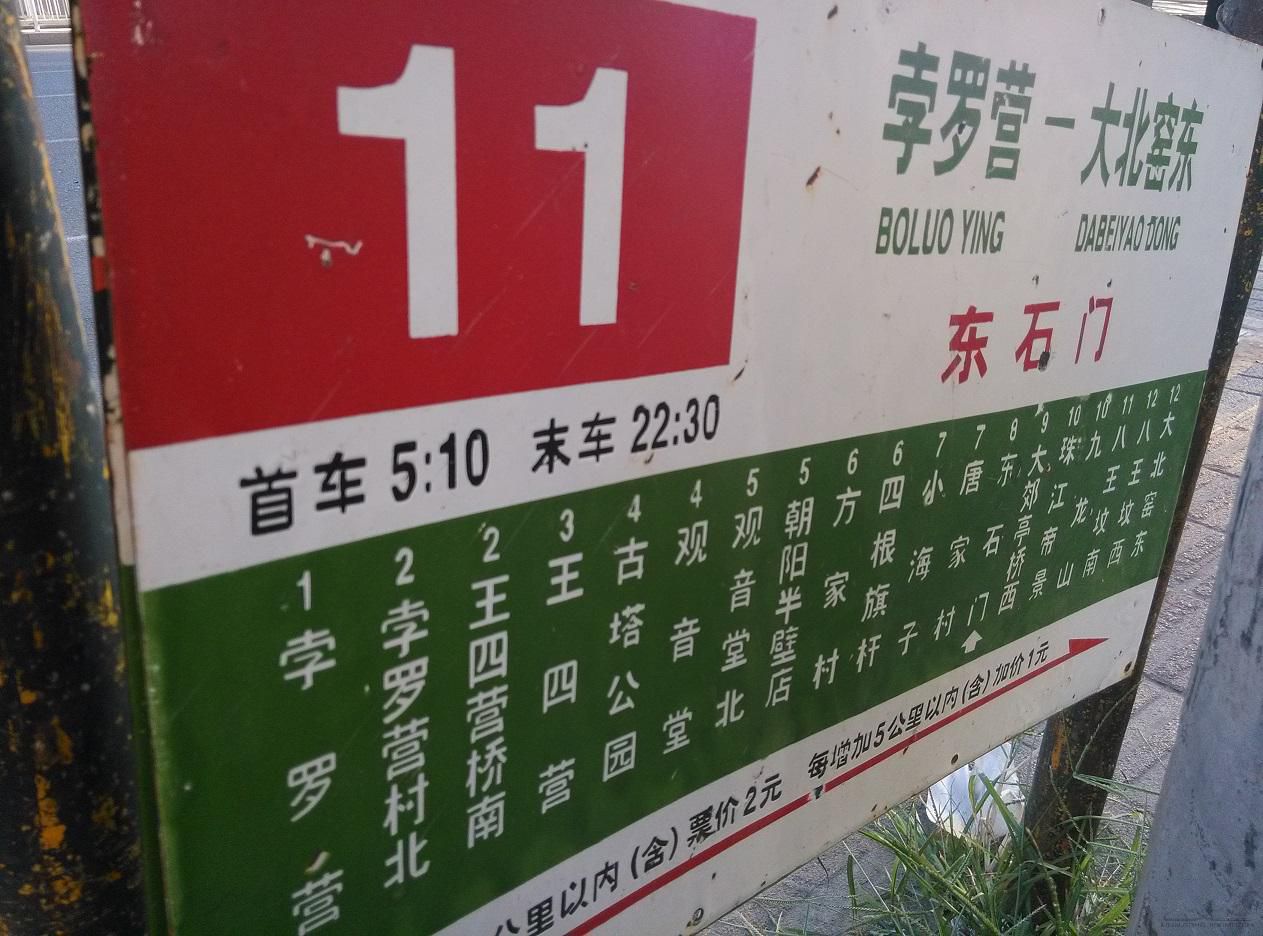 11
孛罗营－大北窑东
BOLUO YING DABEIYAO DONG
东石门
首车 5:10 末车 22:30
1 孛罗营
2 孛罗营村北
2 王四营桥南
3 王四营
4 古塔公园
4 观音堂
5 观音堂北
5 朝阳半壁店
6 方家村
6 四根旗杆
7 小海子
7 唐家村
8 东石门
9 大郊亭桥西
10 珠江帝景
10 九龙山
11 八王坟南
12 八王坟西
12 大北窑东
公里以内(含)票价2元 每增加5公里以内(含)加价1元